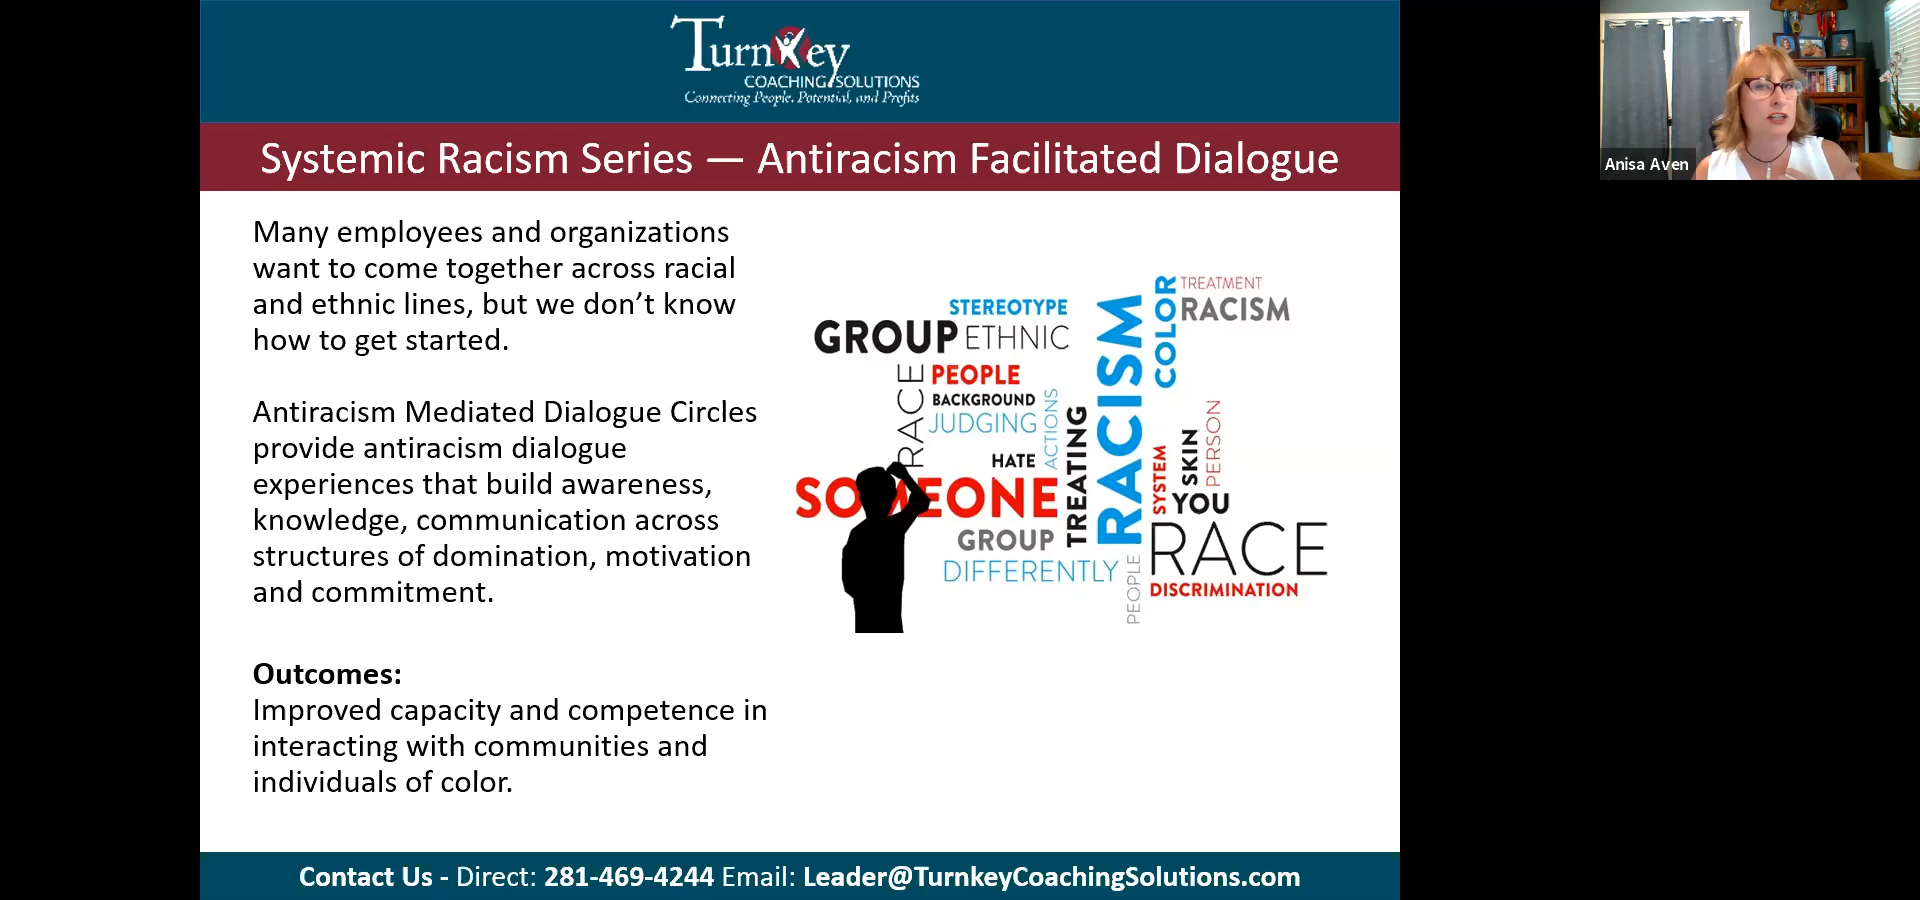 TurnKey
COACHING SOLUTIONS
Connecting People, Potential, and Profits
Systemic Racism Series — Antiracism Facilitated Dialogue
Many employees and organizations
want to come together across racial
and ethnic lines, but we don’t know
how to get started.
Antiracism Mediated Dialogue Circles
provide antiracism dialogue
experiences that build awareness,
knowledge, communication across
structures of domination, motivation
and commitment.
Outcomes:
Improved capacity and competence in
interacting with communities and
individuals of color.
STEREOTYPE
GROUP ETHNIC
RACE
PEOPLE
BACKGROUND
JUDGING
ACTIONS
HATE
TREATING
SOMEONE
GROUP
DIFFERENTLY
RACISM
COLOR
TREATMENT
RACISM
SYSTEM
SKIN
PERSON
YOU
RACE
PEOPLE
DISCRIMINATION
Contact Us - Direct: 281-469-4244 Email: Leader@TurnkeyCoachingSolutions.com
Anisa Aven